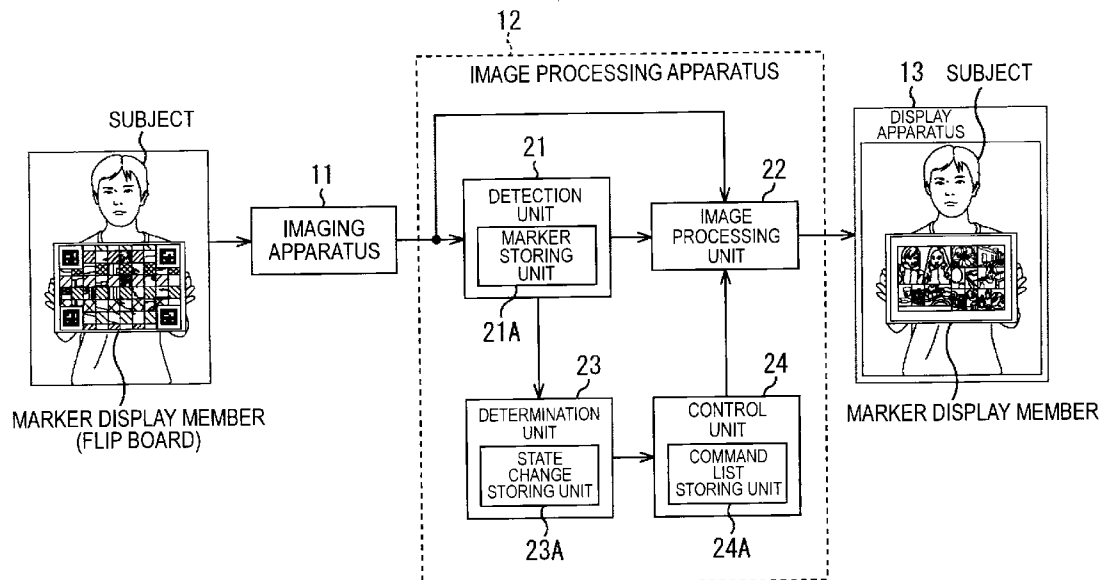 12
IMAGE PROCESSING APPARATUS
13
SUBJECT
DISPLAY
APPARATUS
SUBJECT
11
IMAGING
APPARATUS
21
DETECTION
UNIT
MARKER
STORING
UNIT
21A
22
IMAGE
PROCESSING
UNIT
23
DETERMINATION
UNIT
STATE
CHANGE
STORING UNIT
23A
24
CONTROL
UNIT
COMMAND
LIST
STORING UNIT
24A
MARKER DISPLAY MEMBER
(FLIP BOARD)
MARKER DISPLAY MEMBER